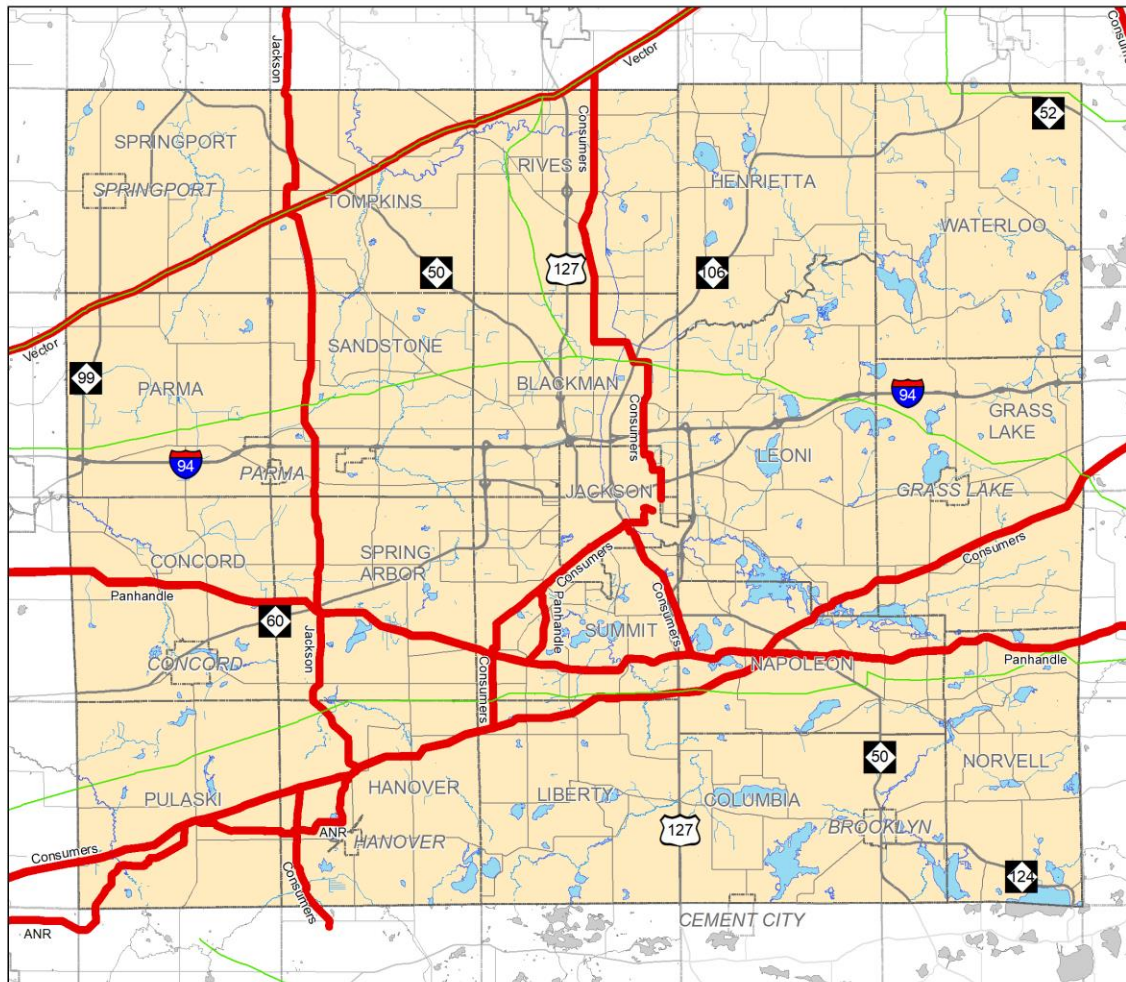 Jackson
Vector
Consumers
52
SPRINGPORT
Consumers
RIVES
HENRIETTA
SPRINGPORT
TOMPKINS
WATERLOO
50
127
106
Vector
SANDSTONE
99
PARMA
BLACKMAN
94
GRASS
LAKE
Consumers
94
PARMA
LEONI
JACKSON
GRASS LAKE
CONCORD
SPRING
ARBOR
Consumers
Consumers
Panhandle
60
Panhandle
Consumers
SUMMIT
Jackson
CONCORD
NAPOLEON
Panhandle
Consumers
50
NORVELL
PULASKI
HANOVER
LIBERTY
COLUMBIA
ANR
HANOVER
127
BROOKLYN
Consumers
Consumers
124
CEMENT CITY
ANR